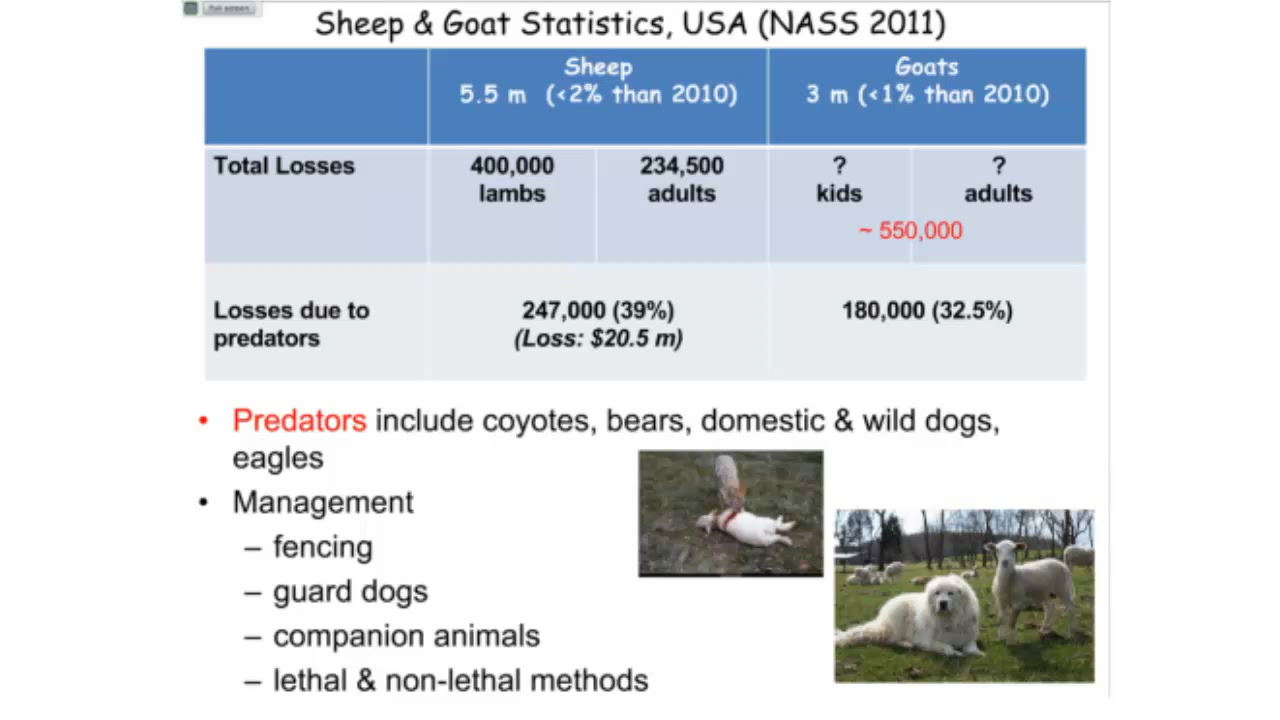 Full screen
Sheep & Goat Statistics, USA (NASS 2011)
Sheep
5.5 m (<2% than 2010)
Goats
3 m (<1% than 2010)
Total Losses
400,000
lambs
234,500
adults
?
kids
?
adults
~ 550,000
Losses due to
predators
247,000 (39%)
(Loss: $20.5 m)
180,000 (32.5%)
• Predators include coyotes, bears, domestic & wild dogs,
eagles
• Management
– fencing
– guard dogs
– companion animals
– lethal & non-lethal methods